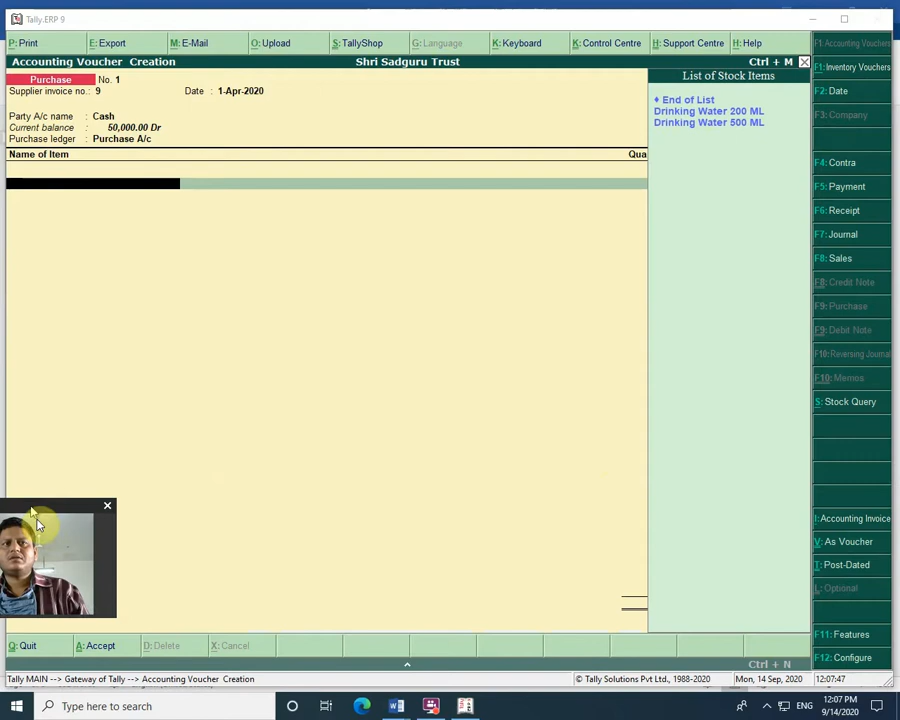 Tally.ERP 9
P: Print
E: Export
M: E-Mail
O: Upload
S: TallyShop
G: Language
K: Keyboard
K: Control Centre
H: Support Centre
H: Help
F1: Accounting Vouchers
Accounting Voucher Creation
Shri Sadguru Trust
Ctrl + M
F1: Inventory Vouchers
Purchase No. 1
List of Stock Items
Supplier invoice no.: 9
Date : 1-Apr-2020
F2: Date
♦ End of List
Drinking Water 200 ML
Drinking Water 500 ML
F3: Company
Party A/c name : Cash
Current balance : 50,000.00 Dr
Purchase ledger : Purchase A/c
Name of Item
Qua
F4: Contra
F5: Payment
F6: Receipt
F7: Journal
F8: Sales
F8: Credit Note
F9: Purchase
F9: Debit Note
F10: Reversing Journal
F10: Memos
S: Stock Query
I: Accounting Invoice
V: As Voucher
T: Post-Dated
L: Optional
F11: Features
F12: Configure
Q: Quit
A: Accept
D: Delete
X: Cancel
Ctrl + N
Tally MAIN --> Gateway of Tally --> Accounting Voucher Creation
© Tally Solutions Pvt Ltd., 1988-2020
Mon, 14 Sep, 2020
12:07:47
Type here to search
ENG
12:07 PM
9/14/2020